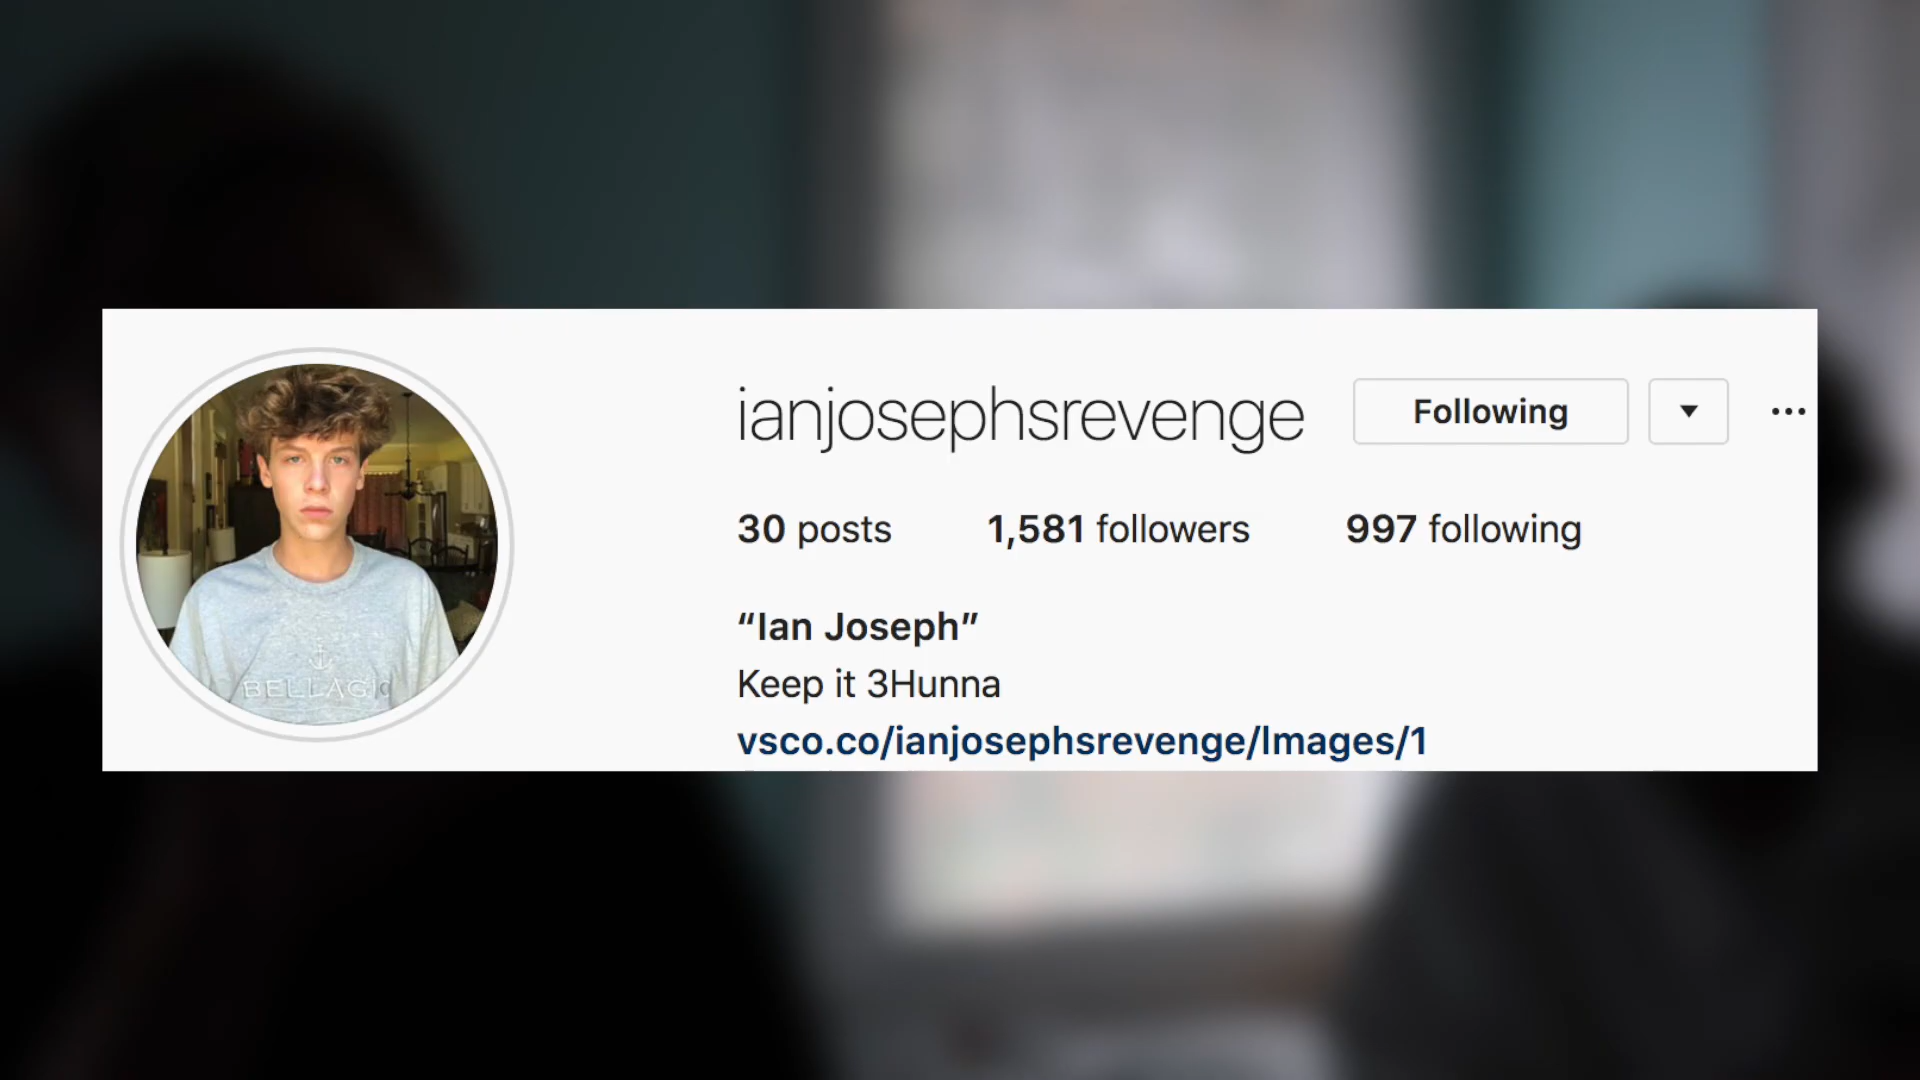 ianjosephsrevenge Following
30 posts 1,581 followers 997 following
“Ian Joseph”
Keep it 3Hunna
vsco.co/ianjosephsrevenge/Images/1
BELLAGIO